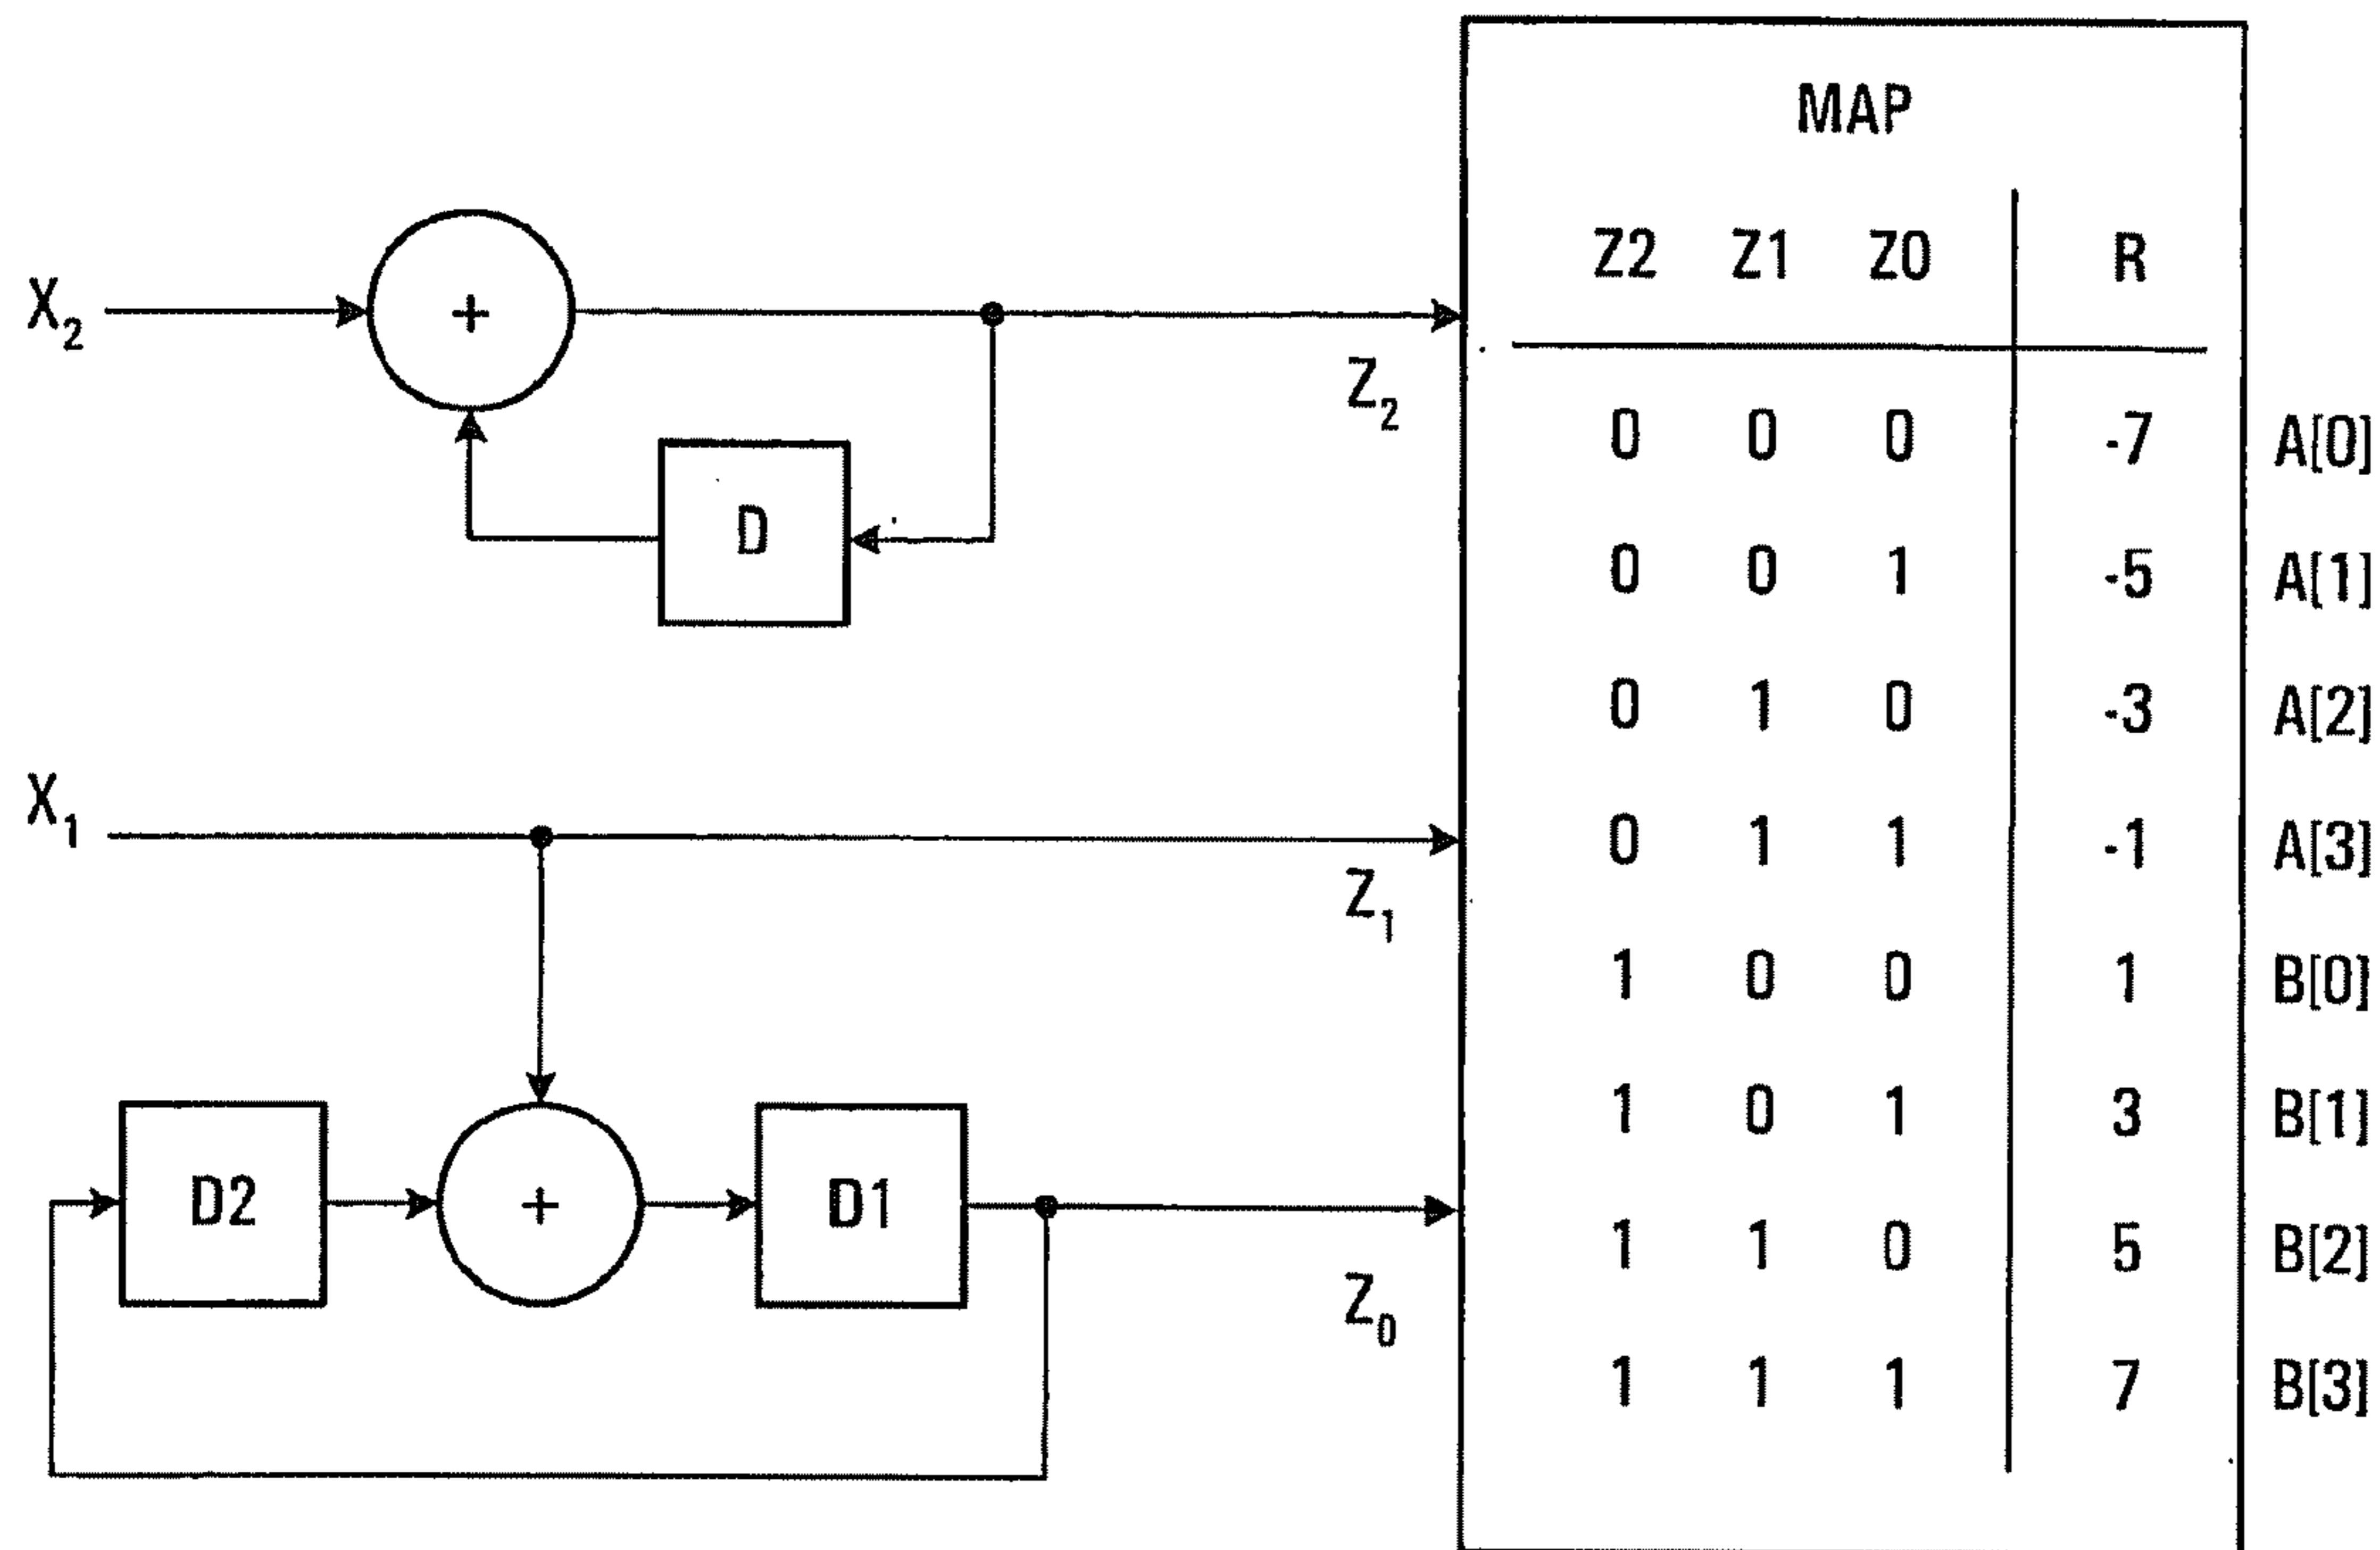 MAP
Z2 Z1 Z0 R
X2
+
Z2
D
0 0 0 -7 A[0]
0 0 1 -5 A[1]
0 1 0 -3 A[2]
0 1 1 -1 A[3]
X1
Z1
1 0 0 1 B[0]
1 0 1 3 B[1]
D2 + D1
Z0
1 1 0 5 B[2]
1 1 1 7 B[3]